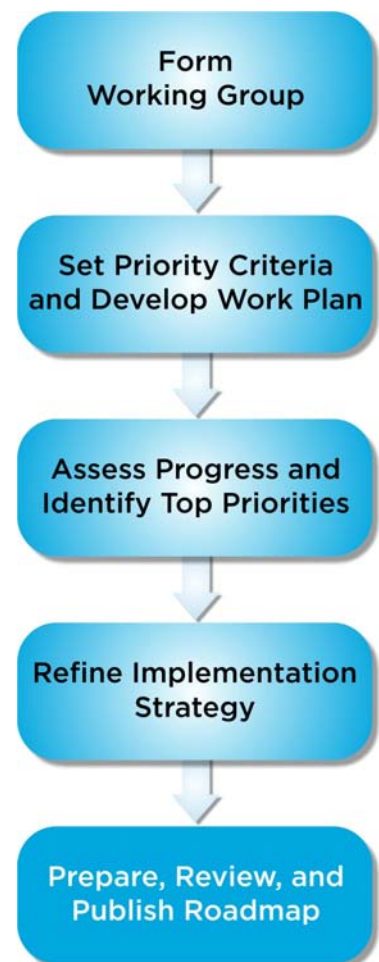 Form
Working Group
Set Priority Criteria
and Develop Work Plan
Assess Progress and
Identify Top Priorities
Refine Implementation
Strategy
Prepare, Review, and
Publish Roadmap